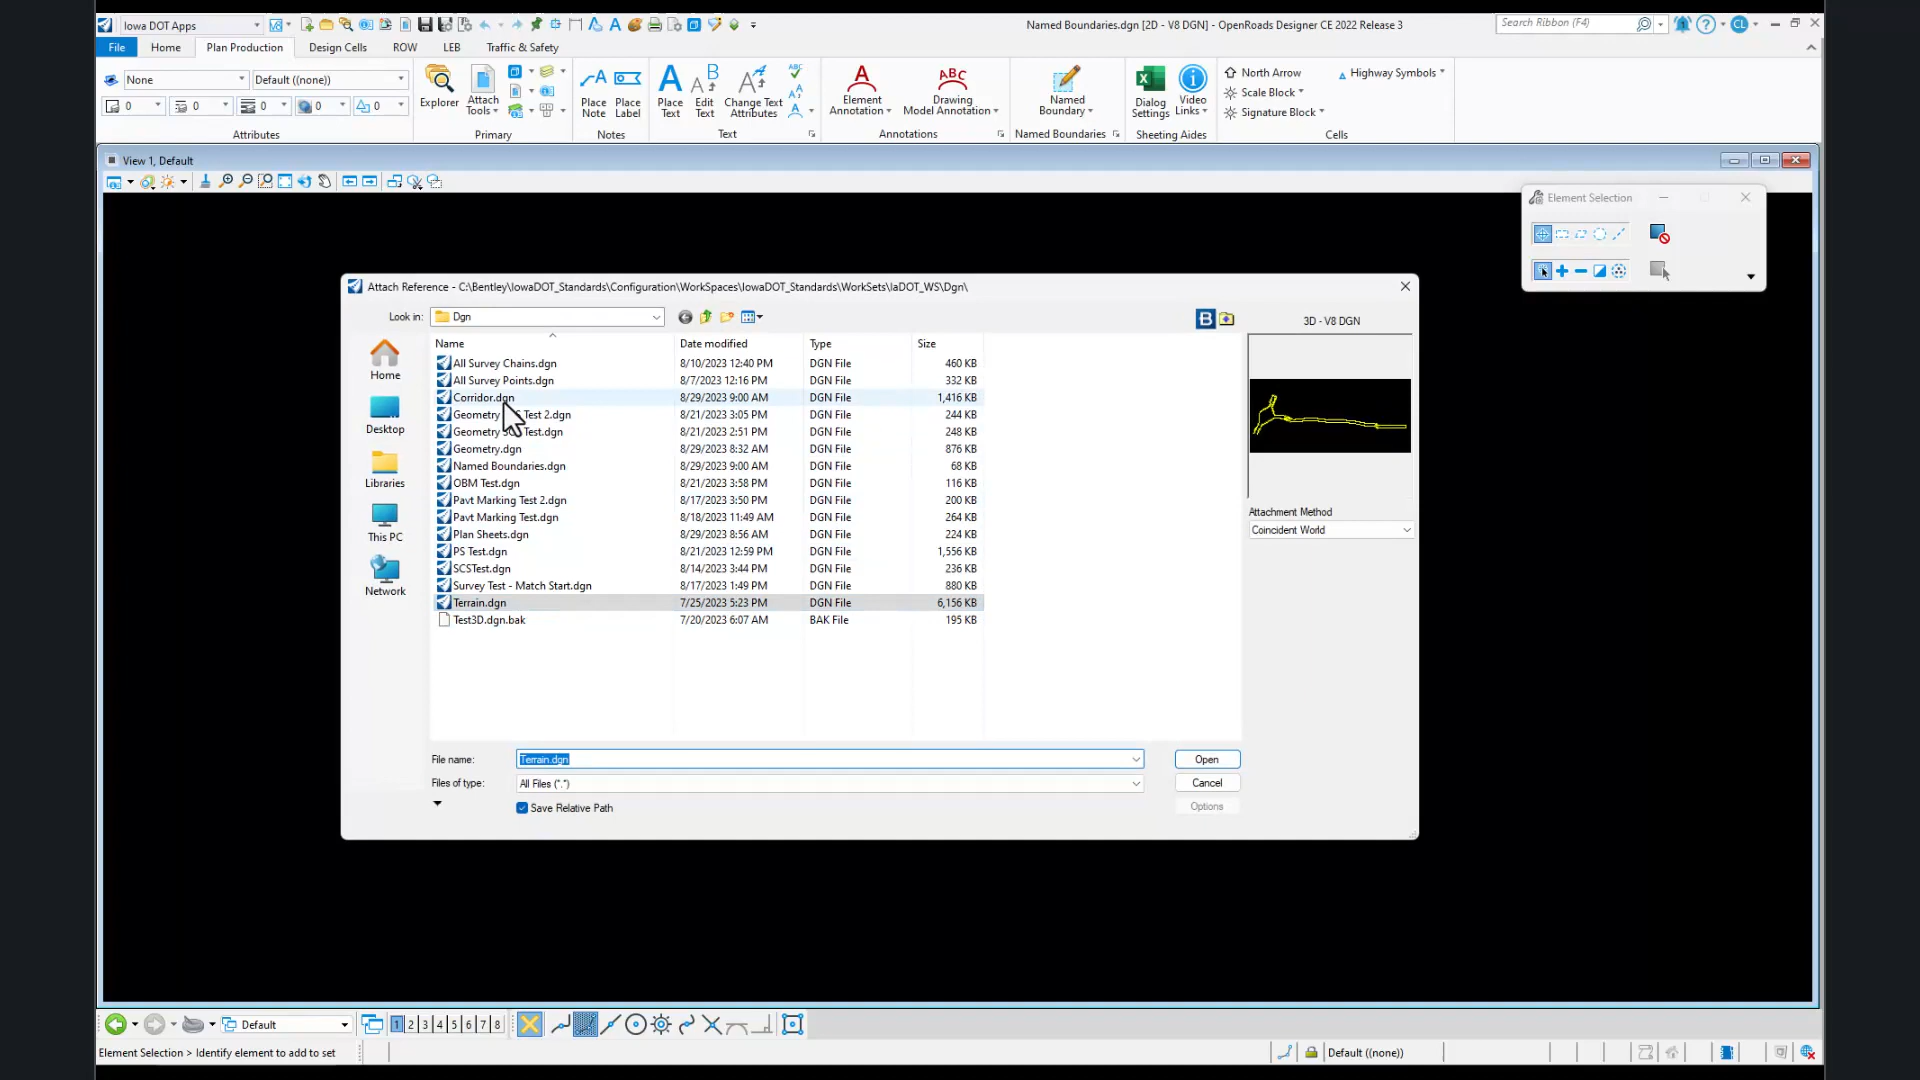 Iowa DOT Apps
Named Boundaries.dgn [2D - V8 DGN] - OpenRoads Designer CE 2022 Release 3
Search Ribbon (F4)
CL
File
Home
Plan Production
Design Cells
ROW
LEB
Traffic & Safety
None
Default ((none))
0
0
0
0
0
Attributes
Explorer
Attach Tools
Primary
Place Note
Place Label
Notes
Place Text
Edit Text
Change Text Attributes
Text
Element Annotation
Drawing Model Annotation
Annotations
Named Boundary
Named Boundaries
Dialog Settings
Video Links
Sheeting Aides
North Arrow
Scale Block
Signature Block
Highway Symbols
Cells
View 1, Default
Element Selection
Attach Reference - C:\Bentley\IowaDOT_Standards\Configuration\WorkSpaces\IowaDOT_Standards\WorkSets\IaDOT_WS\Dgn\
Look in: Dgn
3D - V8 DGN
Home
Desktop
Libraries
This PC
Network
Name Date modified Type Size
All Survey Chains.dgn 8/10/2023 12:40 PM DGN File 460 KB
All Survey Points.dgn 8/7/2023 12:16 PM DGN File 332 KB
Corridor.dgn 8/29/2023 9:00 AM DGN File 1,416 KB
Geometry S Test 2.dgn 8/21/2023 3:05 PM DGN File 244 KB
Geometry Test.dgn 8/21/2023 2:51 PM DGN File 248 KB
Geometry.dgn 8/29/2023 8:32 AM DGN File 876 KB
Named Boundaries.dgn 8/29/2023 9:00 AM DGN File 68 KB
OBM Test.dgn 8/21/2023 3:58 PM DGN File 116 KB
Pavt Marking Test 2.dgn 8/17/2023 3:50 PM DGN File 200 KB
Pavt Marking Test.dgn 8/18/2023 11:49 AM DGN File 264 KB
Plan Sheets.dgn 8/29/2023 8:56 AM DGN File 224 KB
PS Test.dgn 8/21/2023 12:59 PM DGN File 1,556 KB
SCSTest.dgn 8/14/2023 3:44 PM DGN File 236 KB
Survey Test - Match Start.dgn 8/17/2023 1:49 PM DGN File 880 KB
Terrain.dgn 7/25/2023 5:23 PM DGN File 6,156 KB
Test3D.dgn.bak 7/20/2023 6:07 AM BAK File 195 KB
Attachment Method
Coincident World
File name: Terrain.dgn
Open
Files of type: All Files (*.*)
Cancel
Save Relative Path
Options
Default
1 2 3 4 5 6 7 8
Element Selection > Identify element to add to set
Default ((none))